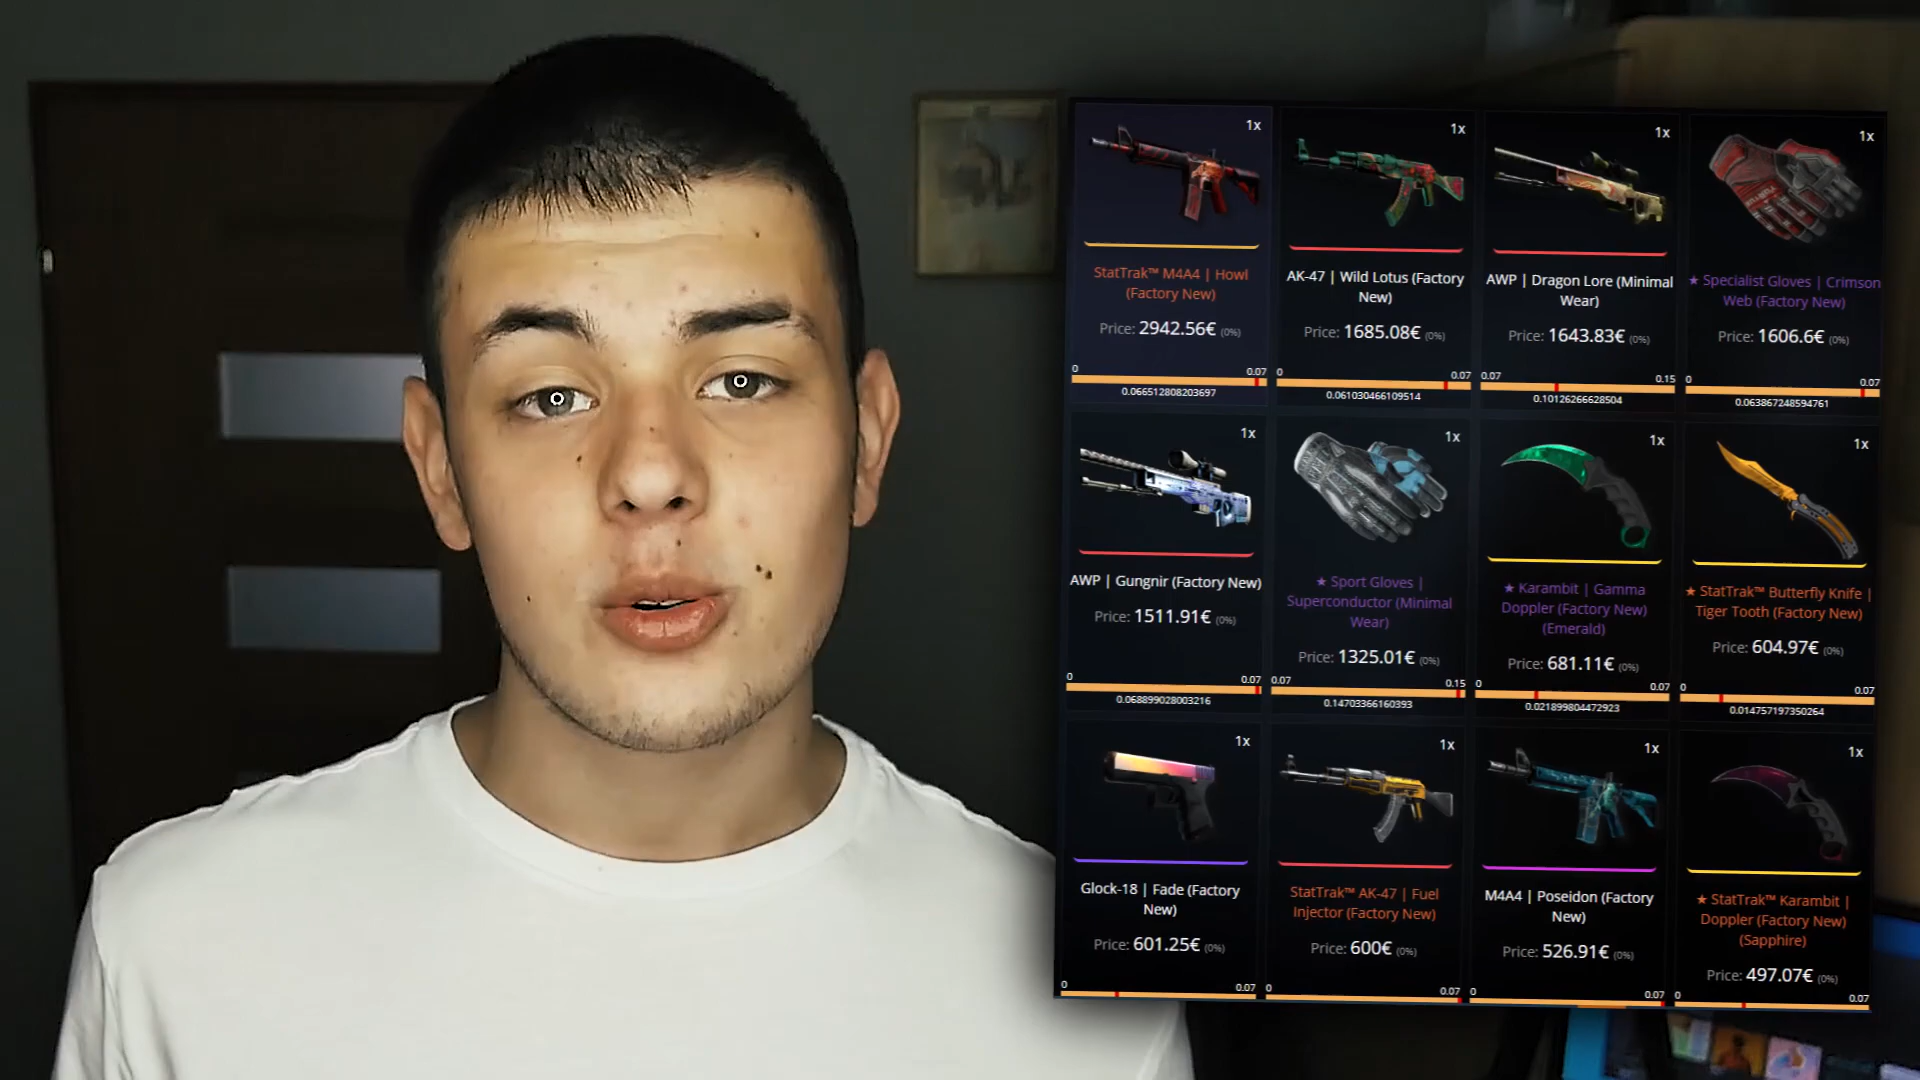 1x
StatTrak™ M4A4 | Howl
(Factory New)
Price: 2942.56€ (0%)
0 0.07
0.066512808203697
1x
AK-47 | Wild Lotus (Factory
New)
Price: 1685.08€ (0%)
0 0.07
0.061030466109514
1x
AWP | Dragon Lore (Minimal
Wear)
Price: 1643.83€ (0%)
0.07 0.15
0.10126266628504
1x
★ Specialist Gloves | Crimson
Web (Factory New)
Price: 1606.6€ (0%)
0 0.07
0.063867248594761
1x
AWP | Gungnir (Factory New)
Price: 1511.91€ (0%)
0 0.07
0.068899028003216
1x
★ Sport Gloves |
Superconductor (Minimal
Wear)
Price: 1325.01€ (0%)
0.07 0.15
0.14703366160393
1x
★ Karambit | Gamma
Doppler (Factory New)
(Emerald)
Price: 681.11€ (0%)
0 0.07
0.021899804472923
1x
★ StatTrak™ Butterfly Knife |
Tiger Tooth (Factory New)
Price: 604.97€ (0%)
0 0.07
0.014757197350264
1x
Glock-18 | Fade (Factory
New)
Price: 601.25€ (0%)
0 0.07
1x
StatTrak™ AK-47 | Fuel
Injector (Factory New)
Price: 600€ (0%)
0 0.07
1x
M4A4 | Poseidon (Factory
New)
Price: 526.91€ (0%)
0 0.07
1x
★ StatTrak™ Karambit |
Doppler (Factory New)
(Sapphire)
Price: 497.07€ (0%)
0 0.07